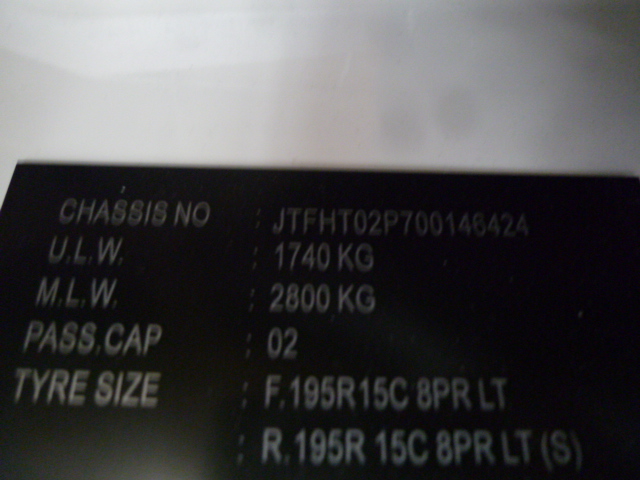 CHASSIS NO : JTFHT02P700146424
U.L.W. : 1740 KG
M.L.W. : 2800 KG
PASS.CAP : 02
TYRE SIZE : F.195R15C 8PR LT
: R.195R 15C 8PR LT (S)